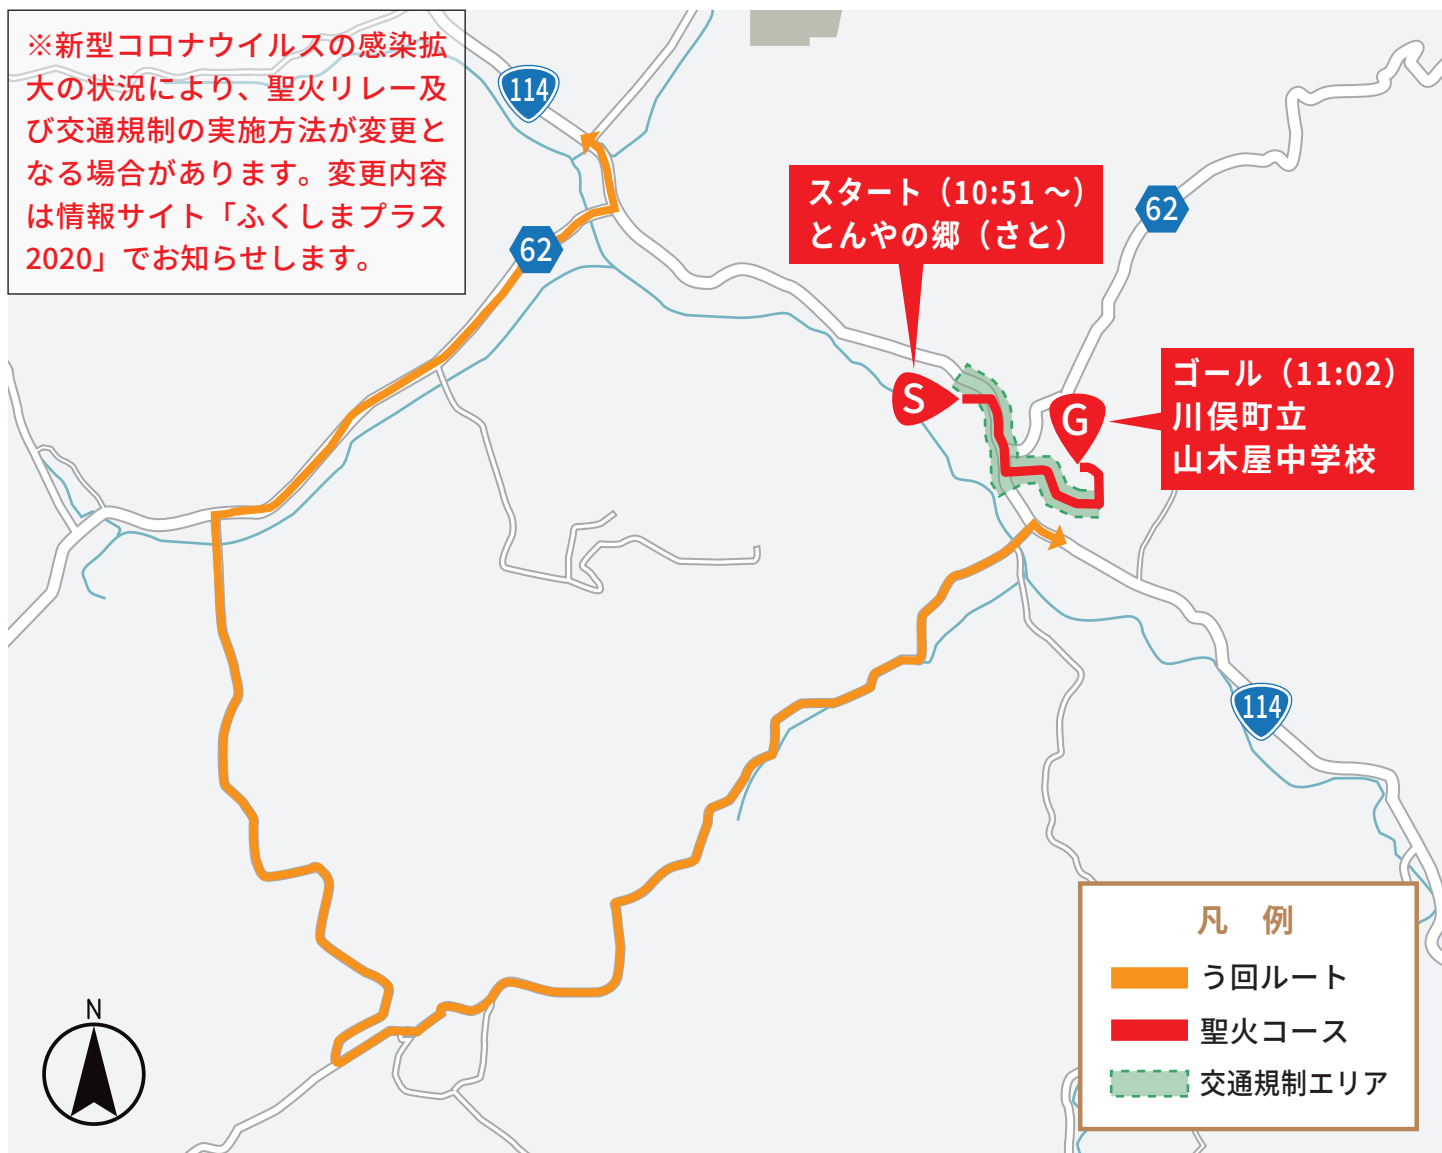 ※新型コロナウイルスの感染拡
大の状況により、聖火リレー及
び交通規制の実施方法が変更と
なる場合があります。変更内容
は情報サイト「ふくしまプラス
2020」でお知らせします。
114
62
スタート（10:51 ～）
とんやの郷（さと）
62
S
G
ゴール（11:02）
川俣町立
山木屋中学校
114
凡　例
う回ルート
聖火コース
交通規制エリア
N